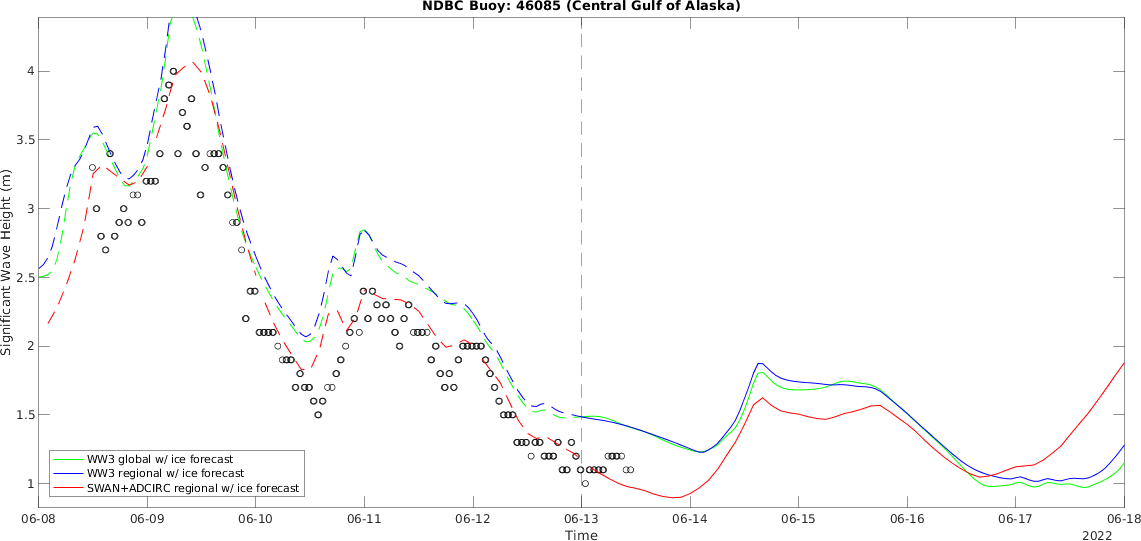 NDBC Buoy: 46085 (Central Gulf of Alaska)
Significant Wave Height (m)
4
3.5
3
2.5
2
1.5
1
WW3 global w/ ice forecast
WW3 regional w/ ice forecast
SWAN+ADCIRC regional w/ ice forecast
06-08 06-09 06-10 06-11 06-12 06-13 06-14 06-15 06-16 06-17 06-18
Time
2022